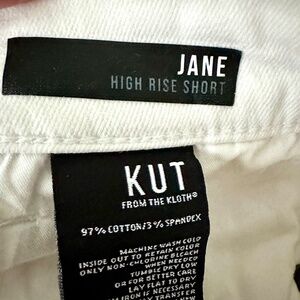 JANE
HIGH RISE SHORT
KUT
FROM THE KLOTH®
97% COTTON/3% SPANDEX
MACHINE WASH COLD
INSIDE OUT TO RETAIN COLOR
ONLY NON-CHLORINE BLEACH
WHEN NEEDED
TUMBLE DRY LOW
OR FOR BETTER CARE
LAY FLAT TO DRY
IRON IS NECESSARY
TRANSFER